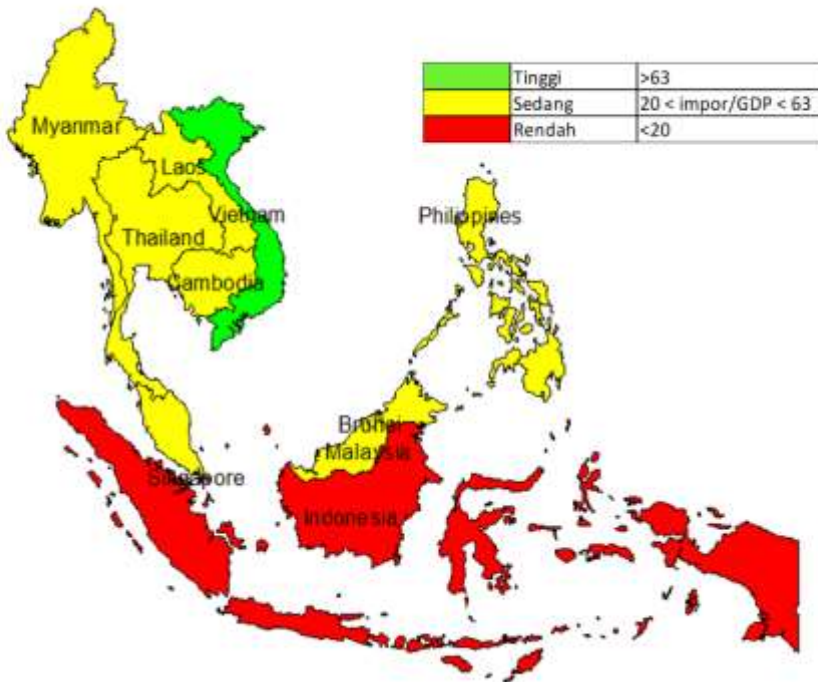 Tinggi >63
Sedang 20 < impor/GDP < 63
Rendah <20
Myanmar
Laos
Vietnam
Thailand
Cambodia
Philippines
Brunei
Malaysia
Singapore
Indonesia